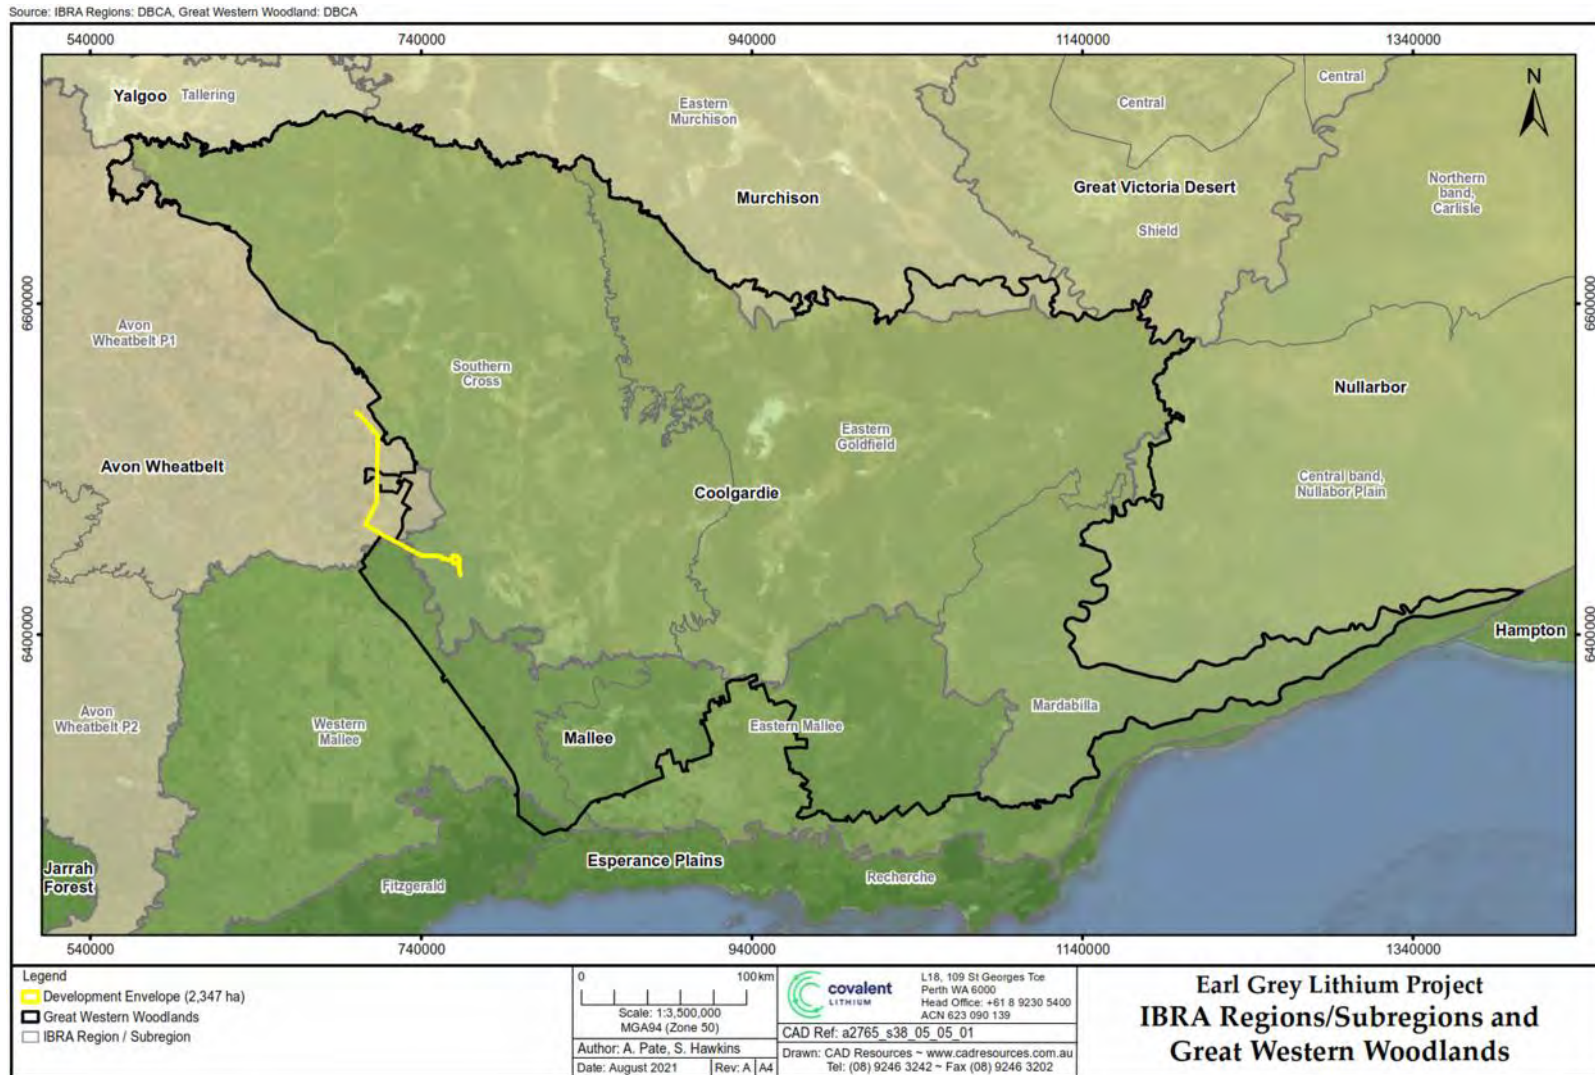 Source: IBRA Regions: DBCA, Great Western Woodland: DBCA
540000 740000 940000 1140000 1340000
N
Yalgoo Tallering
Eastern
Murchison
Central
Central
Murchison
Great Victoria Desert
Shield
Northern
band,
Carlisle
6600000
6600000
Avon
Wheatbelt P1
Southern
Cross
Nullarbor
Eastern
Goldfield
Avon Wheatbelt
Coolgardie
Central band,
Nullabor Plain
6400000
6400000
Hampton
Avon
Wheatbelt P2
Western
Mallee
Mallee
Eastern Mallee
Mardabilla
Jarrah
Forest
Fitzgerald
Esperance Plains
Recherche
540000 740000 940000 1140000 1340000
Legend
Development Envelope (2,347 ha)
Great Western Woodlands
IBRA Region / Subregion
0 100km
Scale: 1:3,500,000
MGA94 (Zone 50)
Author: A. Pate, S. Hawkins
Date: August 2021 Rev: A A4
covalent
LITHIUM
L18, 109 St Georges Tce
Perth WA 6000
Head Office: +61 8 9230 5400
ACN 623 090 139
CAD Ref: a2765_s38_05_05_01
Drawn: CAD Resources ~ www.cadresources.com.au
Tel: (08) 9246 3242 ~ Fax (08) 9246 3202
Earl Grey Lithium Project
IBRA Regions/Subregions and
Great Western Woodlands